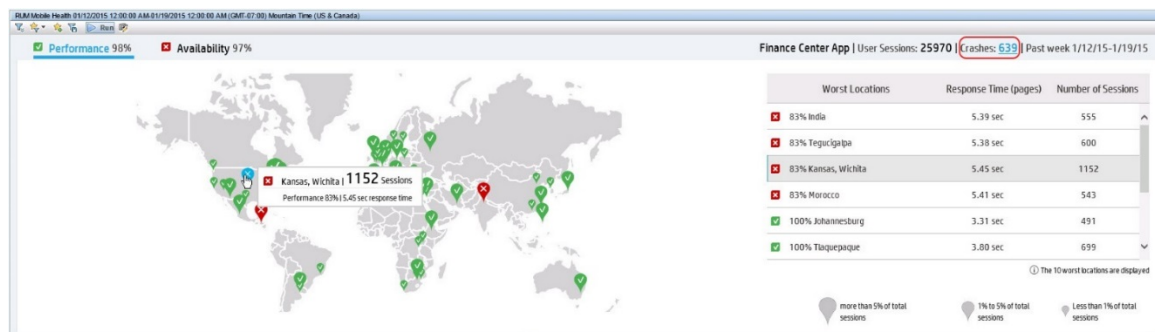 RUM Mobile Health 01/12/2015 12:00:00 AM-01/19/2015 12:00:00 AM (GMT-07:00) Mountain Time (US & Canada)
Run
Performance 98% Availability 97% Finance Center App | User Sessions: 25970 | Crashes: 639 | Past week 1/12/15-1/19/15
Worst Locations Response Time (pages) Number of Sessions
83% India 5.39 sec 555
83% Tegucigalpa 5.38 sec 600
83% Kansas, Wichita 5.45 sec 1152
83% Morocco 5.41 sec 543
100% Johannesburg 3.31 sec 491
100% Tlaquepaque 3.80 sec 699
The 10 worst locations are displayed
Kansas, Wichita | 1152 Sessions
Performance 83% | 5.45 sec response time
more than 5% of total
sessions
1% to 5% of total
sessions
Less than 1% of total
sessions